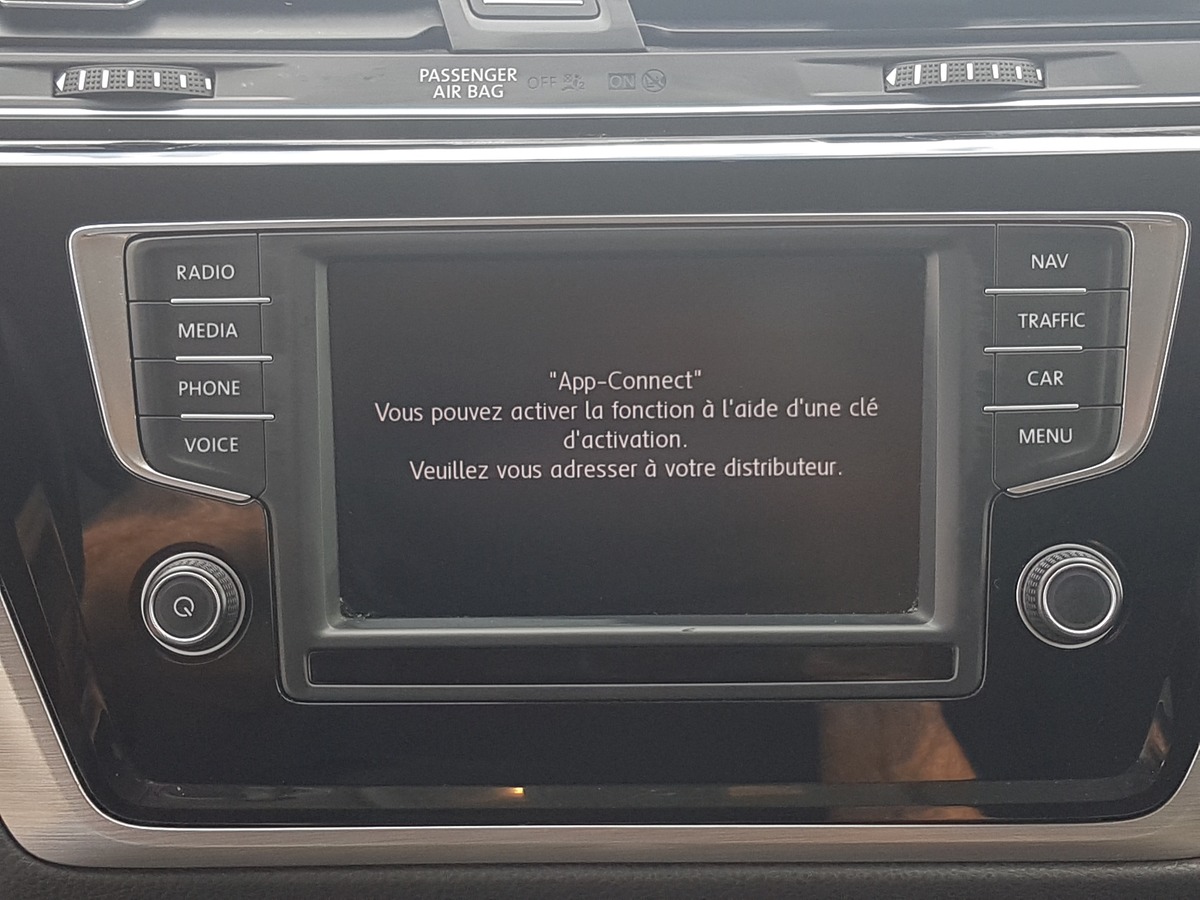 PASSENGER
AIR BAG
OFF
ON
RADIO
MEDIA
PHONE
VOICE
"App-Connect"
Vous pouvez activer la fonction à l'aide d'une clé
d'activation.
Veuillez vous adresser à votre distributeur.
NAV
TRAFFIC
CAR
MENU